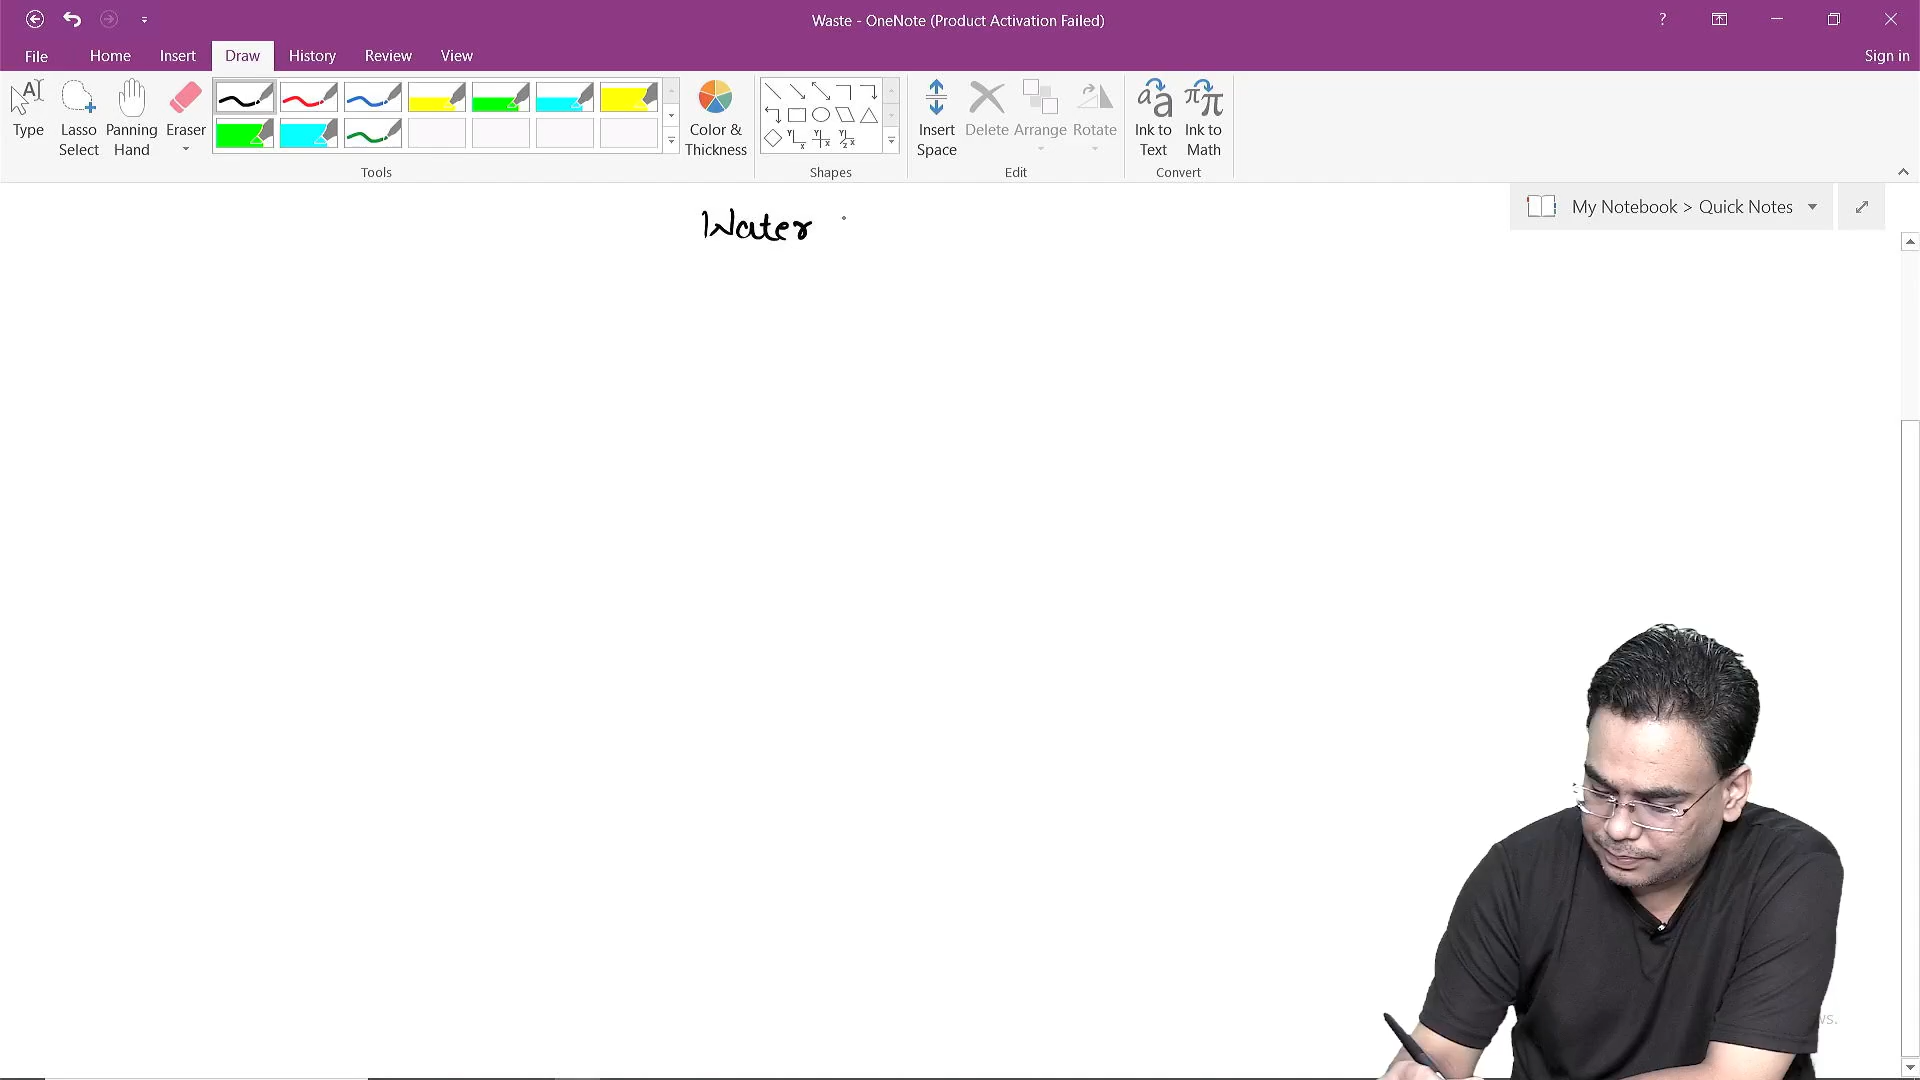 Waste - OneNote (Product Activation Failed)
?
File Home Insert Draw History Review View
Sign in
Type
Lasso Select
Panning Hand
Eraser
Color & Thickness
Insert Space
Delete
Arrange
Rotate
Ink to Text
Ink to Math
Tools
Shapes
Edit
Convert
My Notebook > Quick Notes
Water
ws.